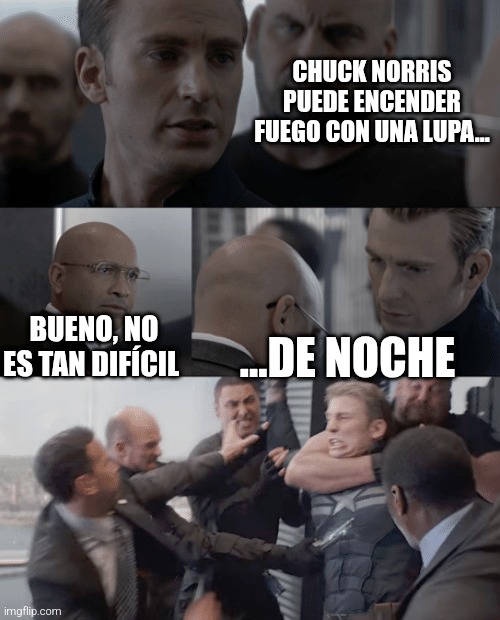 CHUCK NORRIS
PUEDE ENCENDER
FUEGO CON UNA LUPA...
BUENO, NO
ES TAN DIFÍCIL
...DE NOCHE
imgflip.com